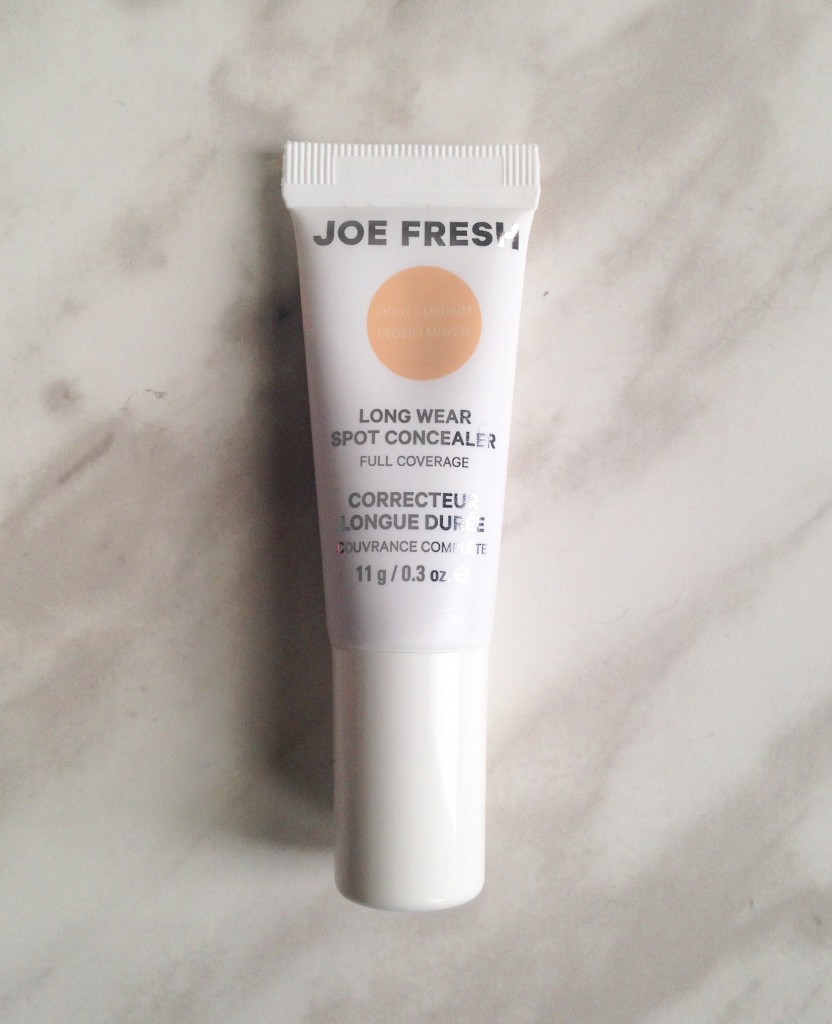 JOE FRESH
LIGHT / MEDIUM
LÉGER / MOYEN
LONG WEAR
SPOT CONCEALER
FULL COVERAGE
CORRECTEUR
LONGUE DURÉE
COUVRANCE COMPLÈTE
11 g / 0.3 oz. e